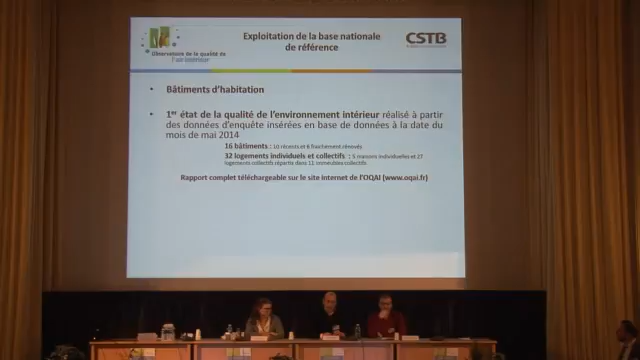 Exploitation de la base nationale
de référence
Observatoire de la qualité de
l'air intérieur
CSTB
Bâtiments d'habitation
1er état de la qualité de l'environnement intérieur réalisé à partir
des données d'enquête insérées en base de données à la date du
mois de mai 2014
16 bâtiments : 10 récents et 6 foncièrement rénovés
32 logements individuels et collectifs : 5 maisons individuelles et 27
logements collectifs répartis dans 11 immeubles collectifs
Rapport complet téléchargeable sur le site internet de l'OQAI (www.oqai.fr)